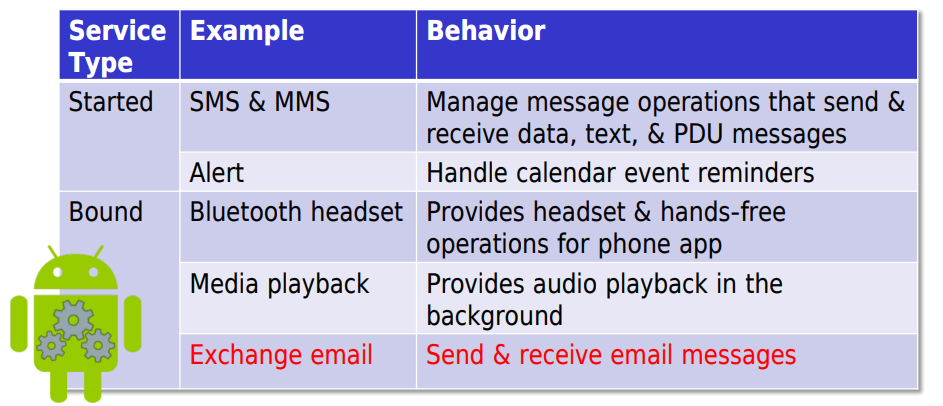 Service Type Example Behavior
Started SMS & MMS Manage message operations that send &
receive data, text, & PDU messages
Alert Handle calendar event reminders
Bound Bluetooth headset Provides headset & hands-free
operations for phone app
Media playback Provides audio playback in the
background
Exchange email Send & receive email messages